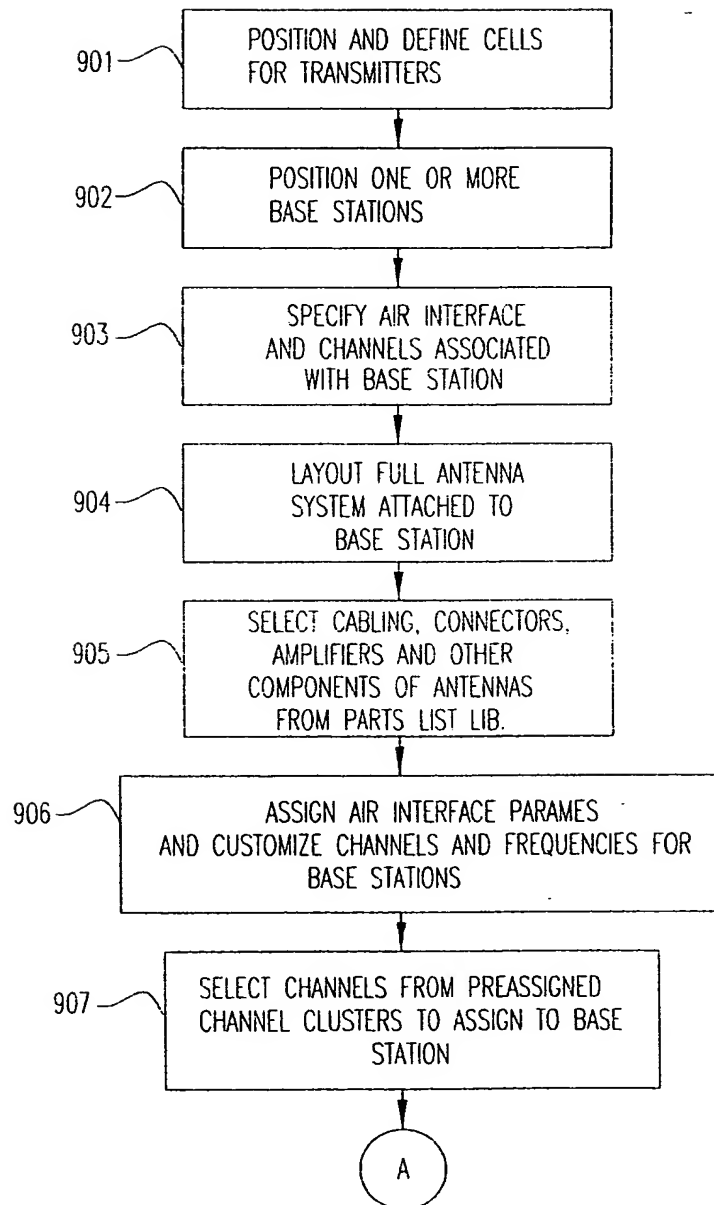 901
POSITION AND DEFINE CELLS
FOR TRANSMITTERS
902
POSITION ONE OR MORE
BASE STATIONS
903
SPECIFY AIR INTERFACE
AND CHANNELS ASSOCIATED
WITH BASE STATION
904
LAYOUT FULL ANTENNA
SYSTEM ATTACHED TO
BASE STATION
905
SELECT CABLING, CONNECTORS,
AMPLIFIERS AND OTHER
COMPONENTS OF ANTENNAS
FROM PARTS LIST LIB.
906
ASSIGN AIR INTERFACE PARAMES
AND CUSTOMIZE CHANNELS AND FREQUENCIES FOR
BASE STATIONS
907
SELECT CHANNELS FROM PREASSIGNED
CHANNEL CLUSTERS TO ASSIGN TO BASE
STATION
A